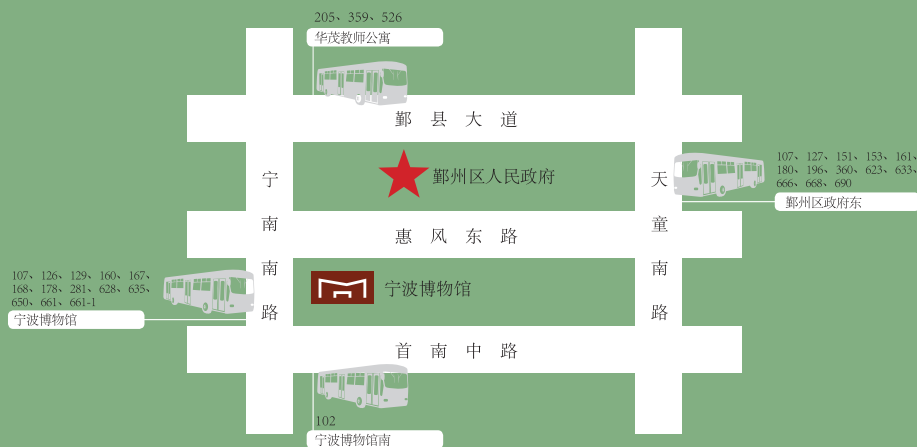 205、359、526
华茂教师公寓
鄞县大道
鄞州区人民政府
宁南南路
天童南路
107、127、151、153、161、
180、196、360、623、633、
666、668、690
鄞州区政府东
惠风东路
107、126、129、160、167、
168、178、281、628、635、
650、661、661-1
宁波博物馆
宁波博物馆
首南中路
102
宁波博物馆南